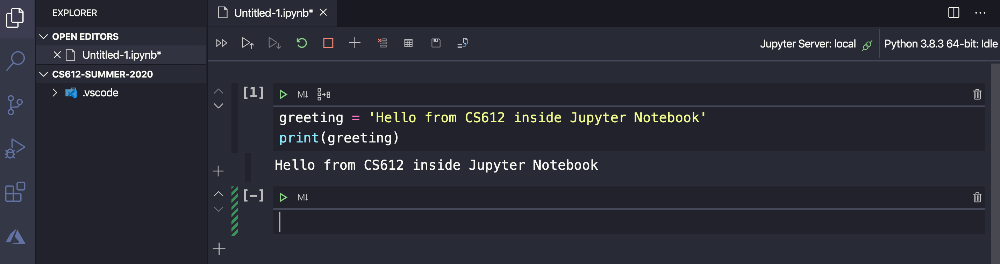 EXPLORER
OPEN EDITORS
Untitled-1.ipynb*
CS612-SUMMER-2020
.vscode
Untitled-1.ipynb*
Jupyter Server: local
Python 3.8.3 64-bit: Idle
[1]
M↓
greeting = 'Hello from CS612 inside Jupyter Notebook'
print(greeting)
Hello from CS612 inside Jupyter Notebook
[-]
M↓